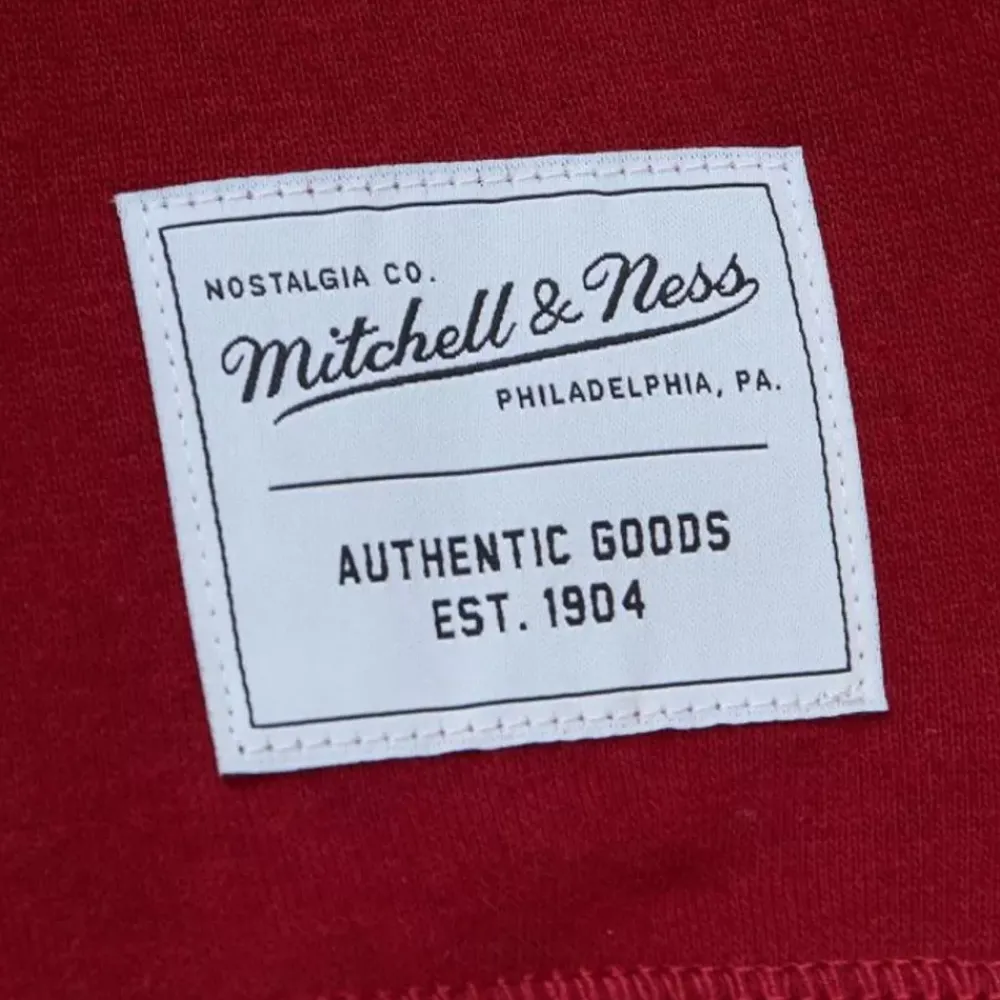 NOSTALGIA CO.
Mitchell & Ness
PHILADELPHIA, PA.
AUTHENTIC GOODS
EST. 1904